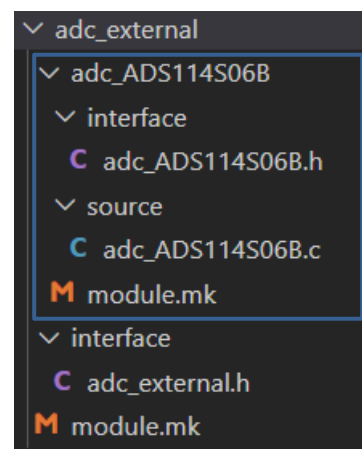 adc_external
adc_ADS114S06B
interface
C adc_ADS114S06B.h
source
C adc_ADS114S06B.c
M module.mk
interface
C adc_external.h
M module.mk